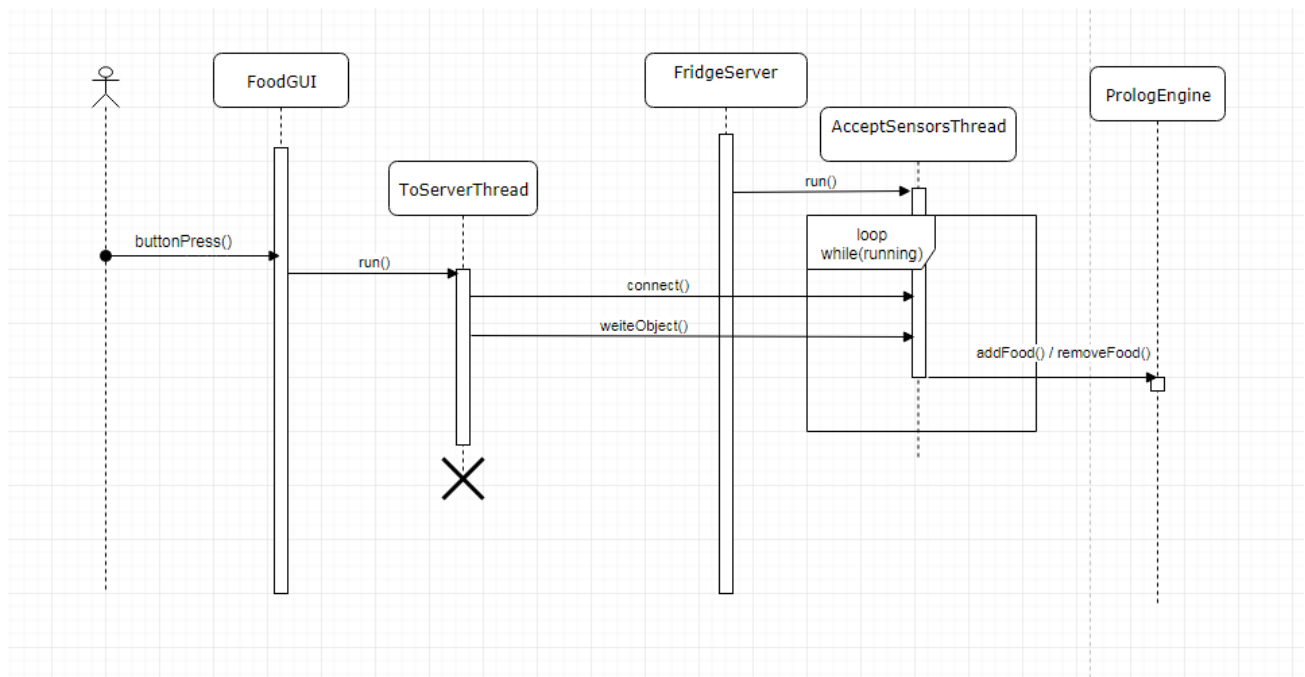 FoodGUI
FridgeServer
PrologEngine
AcceptSensorsThread
ToServerThread
run()
buttonPress()
loop
while(running)
run()
connect()
weiteObject()
addFood() / removeFood()